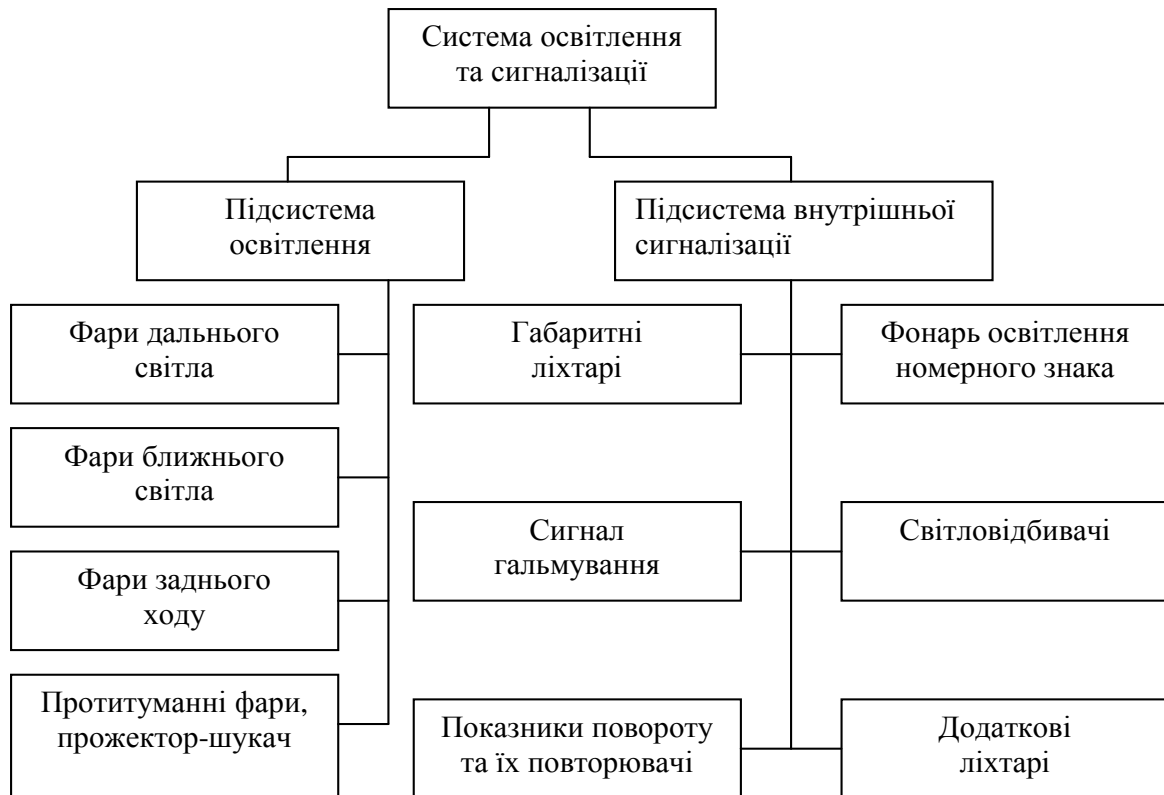 Система освітлення
та сигналізації
Підсистема
освітлення
Підсистема внутрішньої
сигналізації
Фари дальнього
світла
Фари ближнього
світла
Фари заднього
ходу
Протитуманні фари,
прожектор-шукач
Габаритні
ліхтарі
Сигнал
гальмування
Показники повороту
та їх повторювачі
Фонарь освітлення
номерного знака
Світловідбивачі
Додаткові
ліхтарі